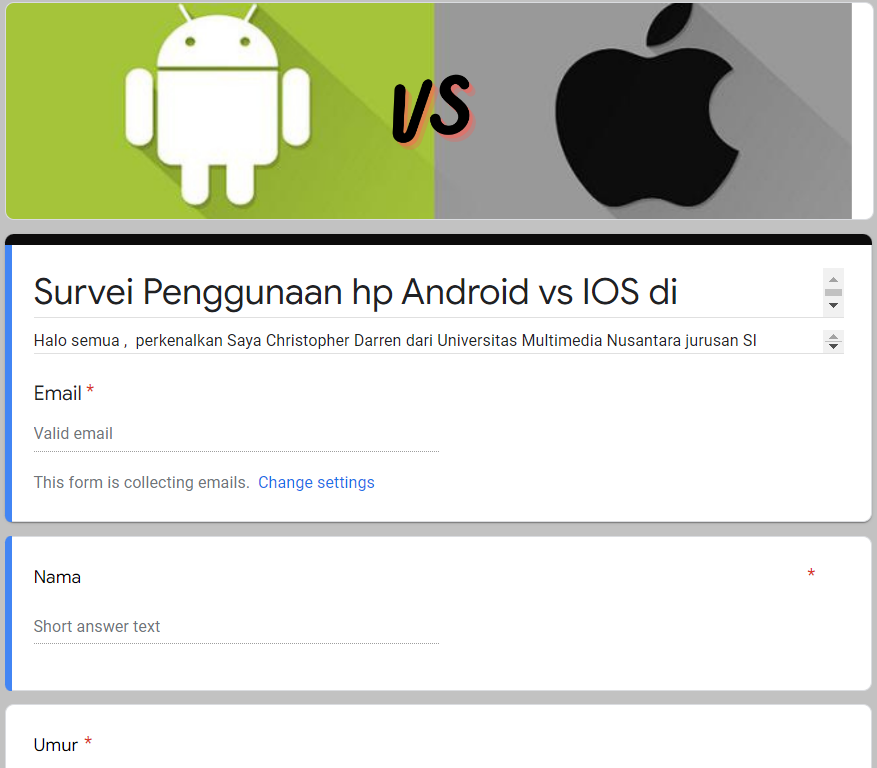 VS
Survei Penggunaan hp Android vs IOS di
Halo semua ,  perkenalkan Saya Christopher Darren dari Universitas Multimedia Nusantara jurusan SI
Email *
Valid email
This form is collecting emails.  Change settings
Nama *
Short answer text
Umur *